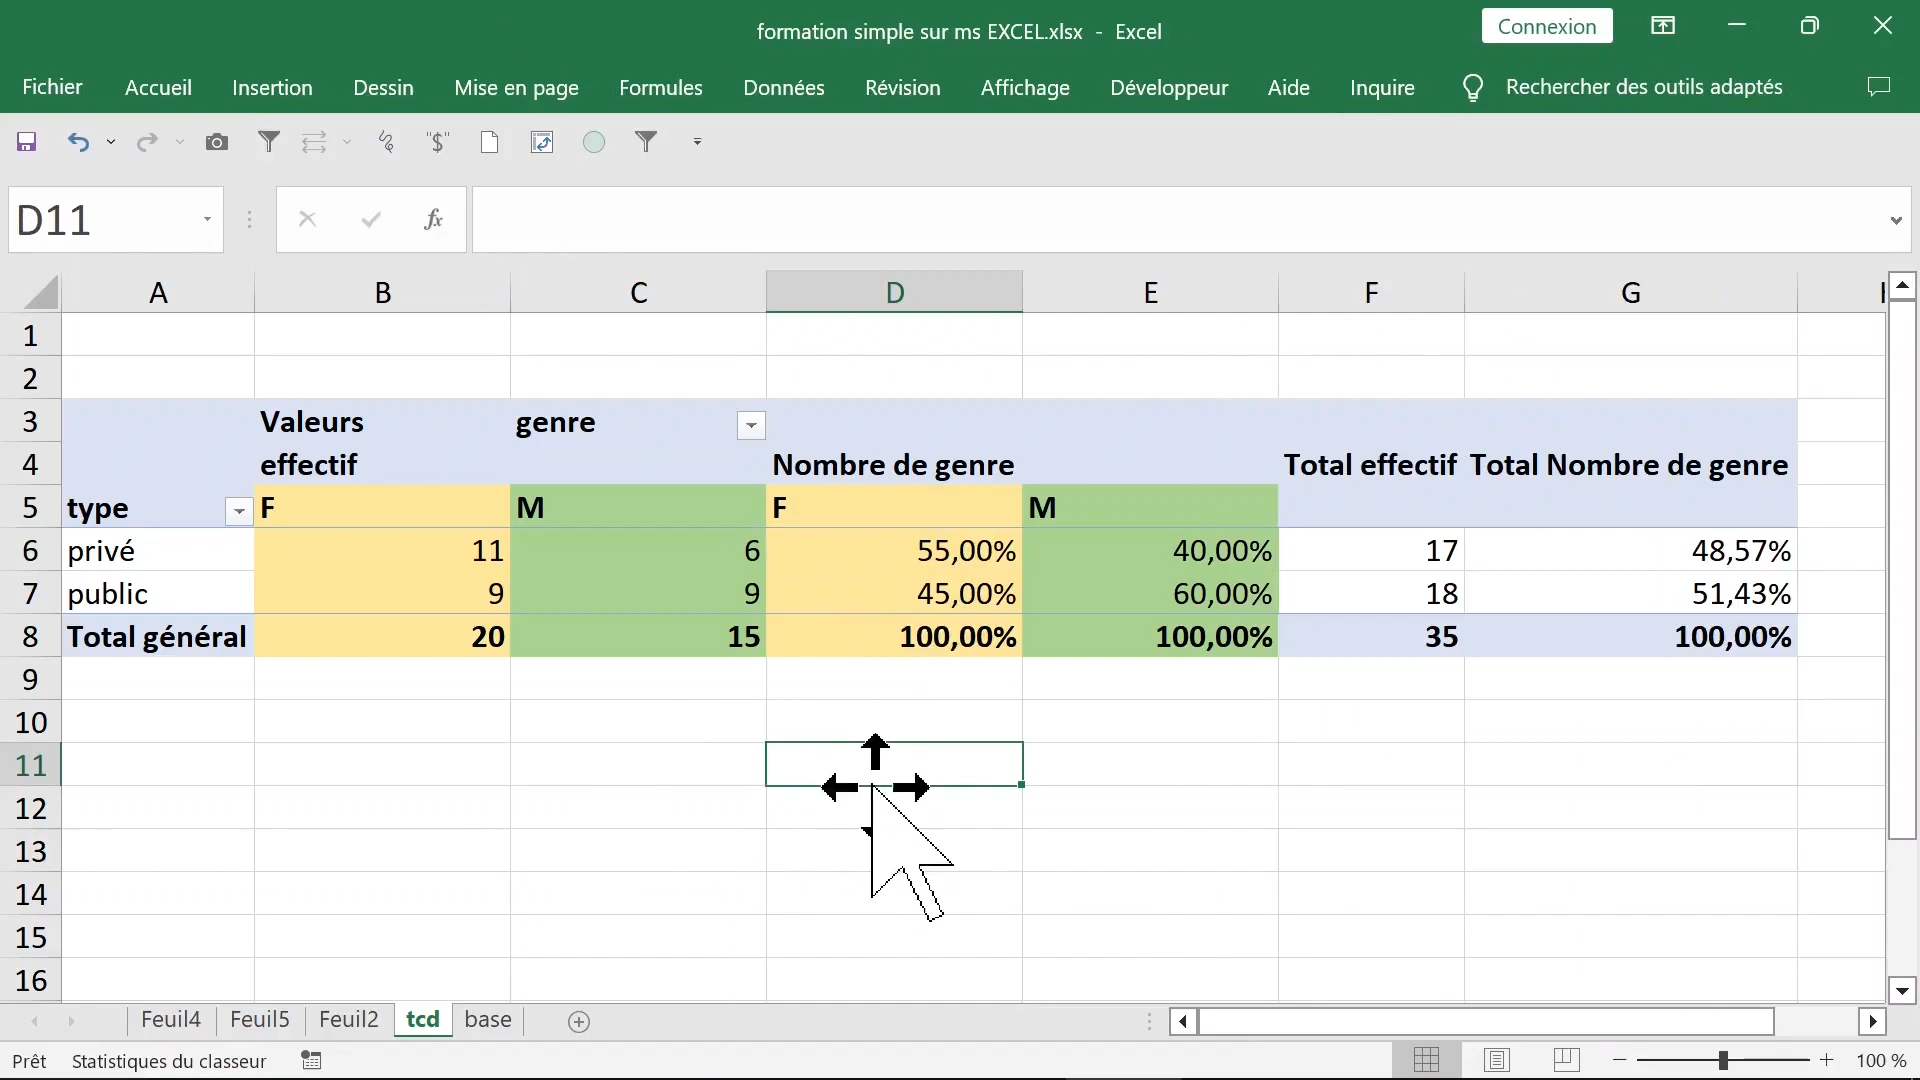 formation simple sur ms EXCEL.xlsx - Excel
Connexion
Fichier Accueil Insertion Dessin Mise en page Formules Données Révision Affichage Développeur Aide Inquire Rechercher des outils adaptés
"$"
D11 fx
A B C D E F G
1
2
3 Valeurs genre
4 effectif Nombre de genre Total effectif Total Nombre de genre
5 type F M F M
6 privé 11 6 55,00% 40,00% 17 48,57%
7 public 9 9 45,00% 60,00% 18 51,43%
8 Total général 20 15 100,00% 100,00% 35 100,00%
9
10
11
12
13
14
15
16
Feuil4 Feuil5 Feuil2 tcd base
Prêt Statistiques du classeur 100 %